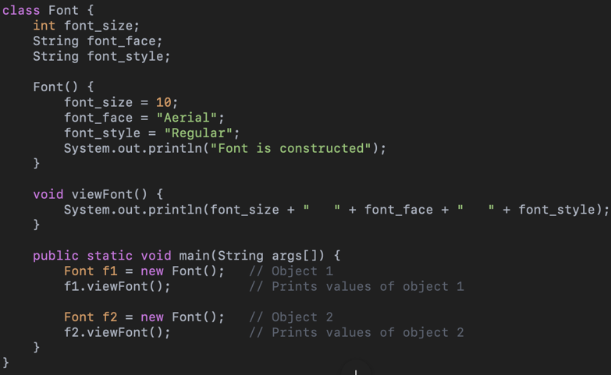 class Font {
    int font_size;
    String font_face;
    String font_style;

    Font() {
        font_size = 10;
        font_face = "Aerial";
        font_style = "Regular";
        System.out.println("Font is constructed");
    }

    void viewFont() {
        System.out.println(font_size + "   " + font_face + "   " + font_style);
    }

    public static void main(String args[]) {
        Font f1 = new Font();   // Object 1
        f1.viewFont();          // Prints values of object 1

        Font f2 = new Font();   // Object 2
        f2.viewFont();          // Prints values of object 2
    }
}